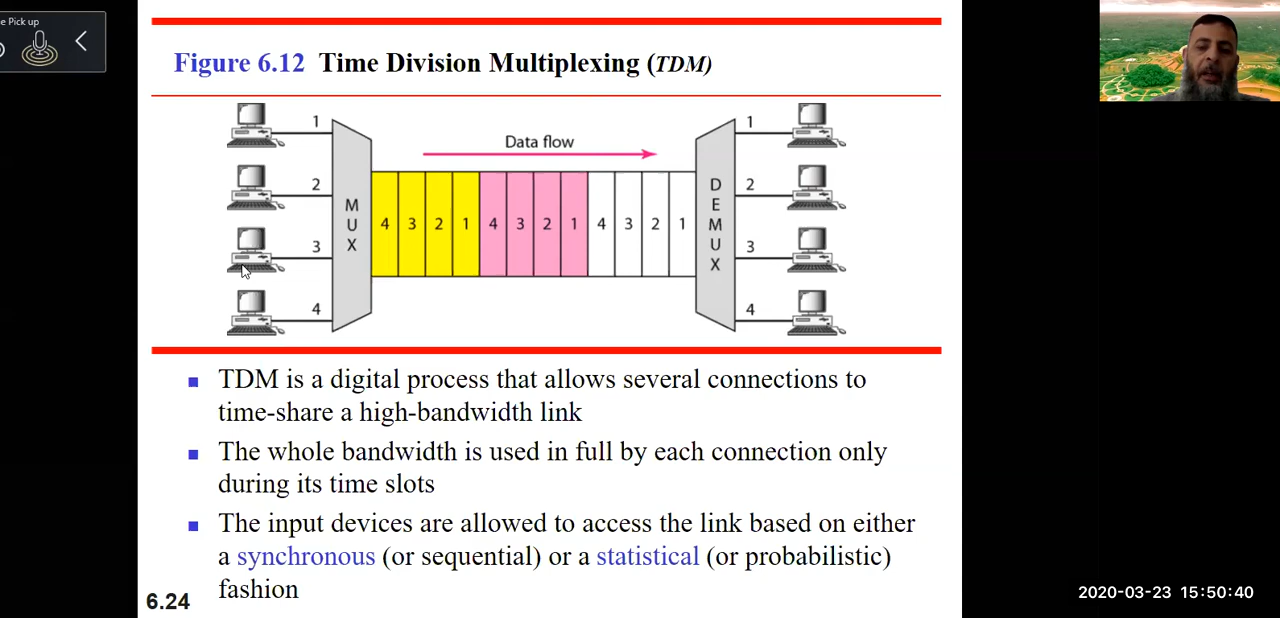 e Pick up
Figure 6.12 Time Division Multiplexing (TDM)
1
2
3
4
M
U
X
Data flow
4 3 2 1 4 3 2 1 4 3 2 1
D
E
M
U
X
1
2
3
4
TDM is a digital process that allows several connections to
time-share a high-bandwidth link
The whole bandwidth is used in full by each connection only
during its time slots
The input devices are allowed to access the link based on either
a synchronous (or sequential) or a statistical (or probabilistic)
fashion
6.24
2020-03-23 15:50:40